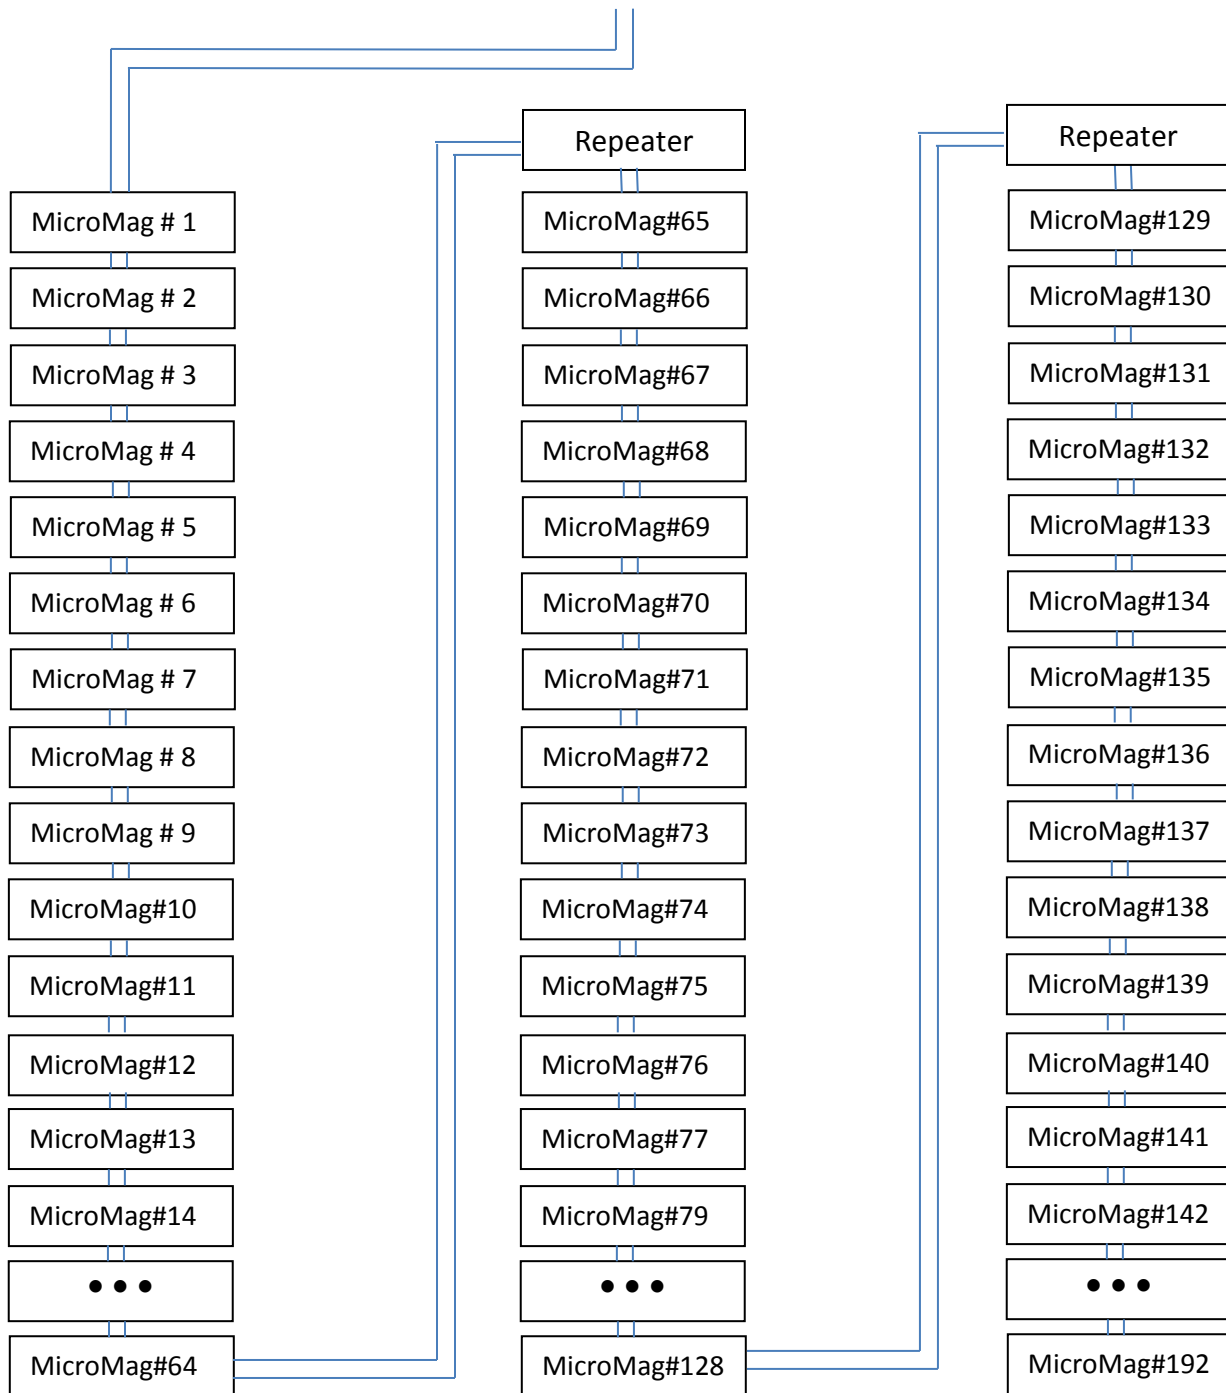 MicroMag # 1
MicroMag # 2
MicroMag # 3
MicroMag # 4
MicroMag # 5
MicroMag # 6
MicroMag # 7
MicroMag # 8
MicroMag # 9
MicroMag#10
MicroMag#11
MicroMag#12
MicroMag#13
MicroMag#14
•••
MicroMag#64
Repeater
MicroMag#65
MicroMag#66
MicroMag#67
MicroMag#68
MicroMag#69
MicroMag#70
MicroMag#71
MicroMag#72
MicroMag#73
MicroMag#74
MicroMag#75
MicroMag#76
MicroMag#77
MicroMag#79
•••
MicroMag#128
Repeater
MicroMag#129
MicroMag#130
MicroMag#131
MicroMag#132
MicroMag#133
MicroMag#134
MicroMag#135
MicroMag#136
MicroMag#137
MicroMag#138
MicroMag#139
MicroMag#140
MicroMag#141
MicroMag#142
•••
MicroMag#192